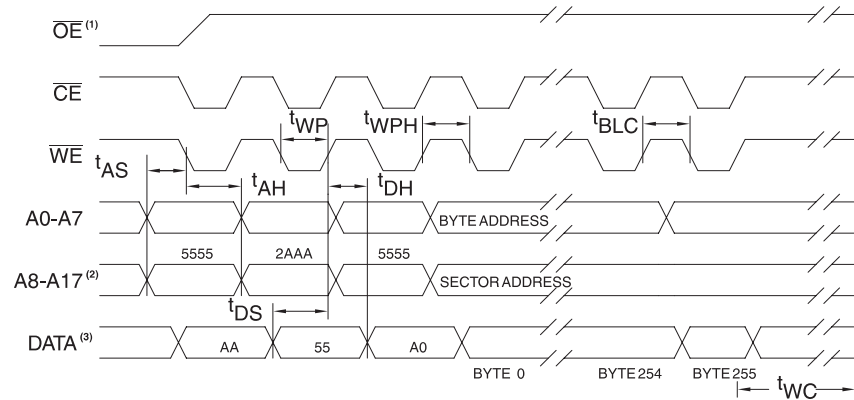 OE (1)
CE
tWP tWPH tBLC
WE
tAS
tAH tDH
A0-A7 BYTE ADDRESS
5555 2AAA 5555
A8-A17 (2) SECTOR ADDRESS
tDS
DATA (3) AA 55 A0
BYTE 0 BYTE 254 BYTE 255
tWC